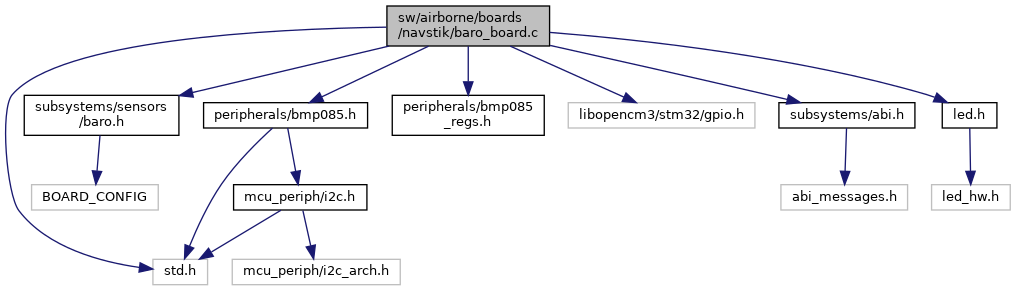 sw/airborne/boards
/navstik/baro_board.c
subsystems/sensors
/baro.h
peripherals/bmp085.h
peripherals/bmp085
_regs.h
libopencm3/stm32/gpio.h
subsystems/abi.h
led.h
BOARD_CONFIG
mcu_periph/i2c.h
abi_messages.h
led_hw.h
std.h
mcu_periph/i2c_arch.h